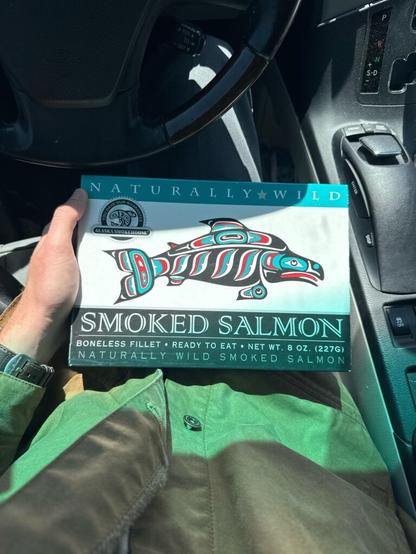 NATURALLY★WILD
ALASKA SMOKEHOUSE
SMOKED SALMON
BONELESS FILLET • READY TO EAT • NET WT. 8 OZ. (227G)
NATURALLY WILD SMOKED SALMON
P
N
S-D